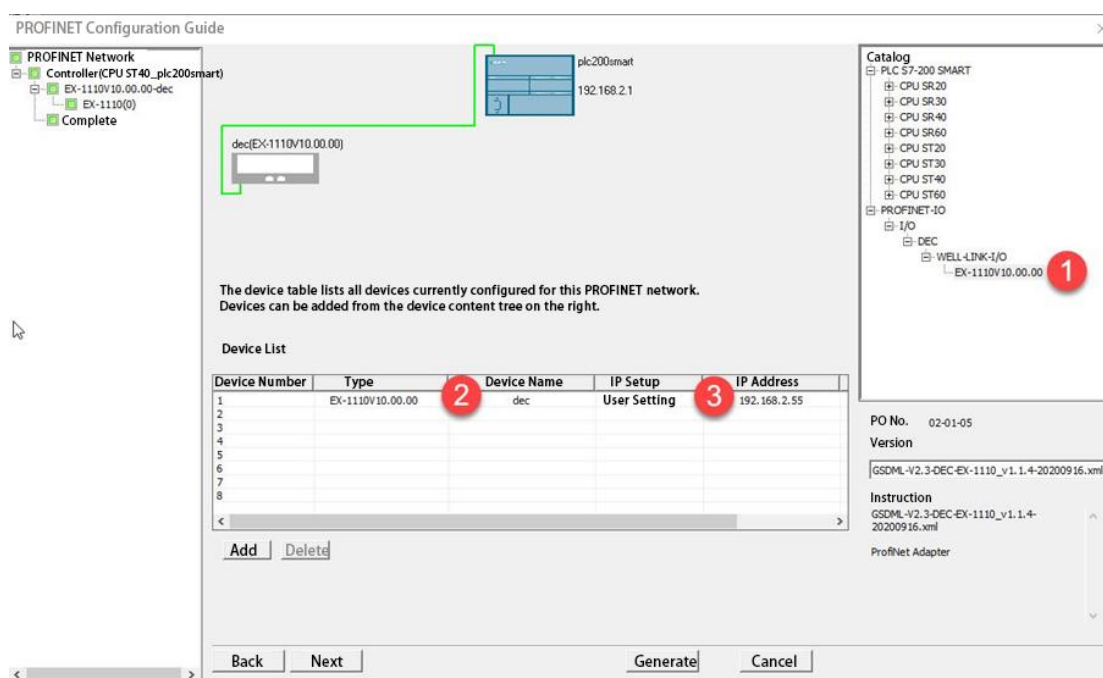 PROFINET Configuration Guide
PROFINET Network
Controller(CPU ST40_plc200smart)
EX-1110V10.00.00-dec
EX-1110(0)
Complete
plc200smart
192.168.2.1
dec(EX-1110V10.00.00)
The device table lists all devices currently configured for this PROFINET network.
Devices can be added from the device content tree on the right.
Device List
Device Number Type Device Name IP Setup IP Address
1 EX-1110V10.00.00 2 dec User Setting 3 192.168.2.55
2
3
4
5
6
7
8
Add Delete
Back Next Generate Cancel
Catalog
PLC S7-200 SMART
CPU SR20
CPU SR30
CPU SR40
CPU SR60
CPU ST20
CPU ST30
CPU ST40
CPU ST60
PROFINET-IO
I/O
DEC
WELL-LINK-I/O
EX-1110V10.00.00 1
PO No. 02-01-05
Version
GSDML-V2.3-DEC-EX-1110_v1.1.4-20200916.xml
Instruction
GSDML-V2.3-DEC-EX-1110_v1.1.4-
20200916.xml
ProfiNet Adapter